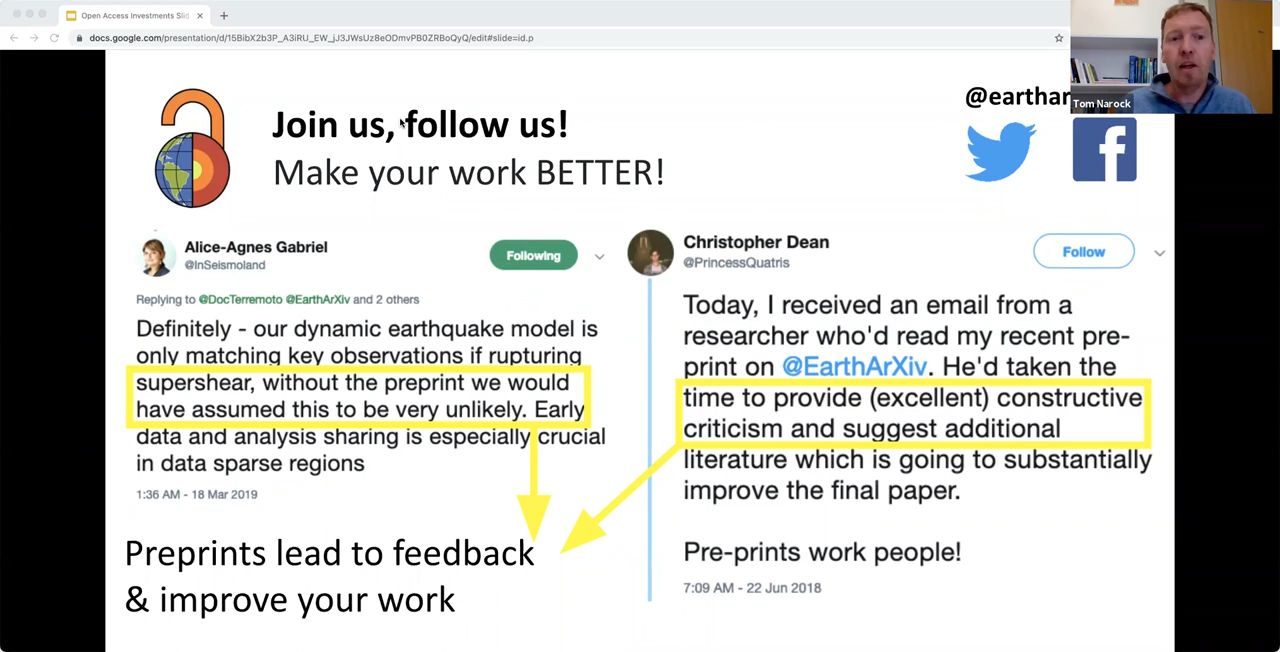 Open Access Investments Slid
docs.google.com/presentation/d/15BibX2b3P_A3iRU_EW_jJ3JWsUz8eODmvPB0ZRBoQyQ/edit#slide=id.p
Tom Narock
@earthar
Join us, follow us!
Make your work BETTER!
Alice-Agnes Gabriel
@InSeismoland
Following
Replying to @DocTerremoto @EarthArXiv and 2 others
Definitely - our dynamic earthquake model is
only matching key observations if rupturing
supershear, without the preprint we would
have assumed this to be very unlikely. Early
data and analysis sharing is especially crucial
in data sparse regions
1:36 AM - 18 Mar 2019
Christopher Dean
@PrincessQuatris
Follow
Today, I received an email from a
researcher who'd read my recent pre-
print on @EarthArXiv. He'd taken the
time to provide (excellent) constructive
criticism and suggest additional
literature which is going to substantially
improve the final paper.
Pre-prints work people!
7:09 AM - 22 Jun 2018
Preprints lead to feedback
& improve your work